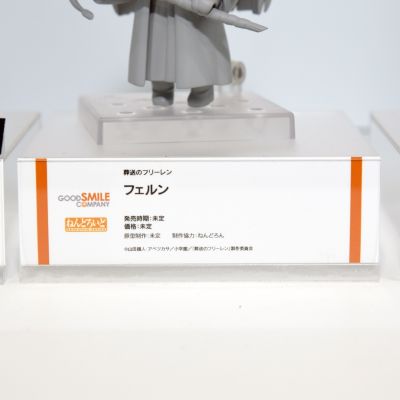 葬送のフリーレン
フェルン
GOOD SMILE
COMPANY
ねんどろいど
発売時期：未定
価格：未定
原型制作：未定 制作協力：ねんどろん
©山田鐘人・アベツカサ／小学館／「葬送のフリーレン」製作委員会